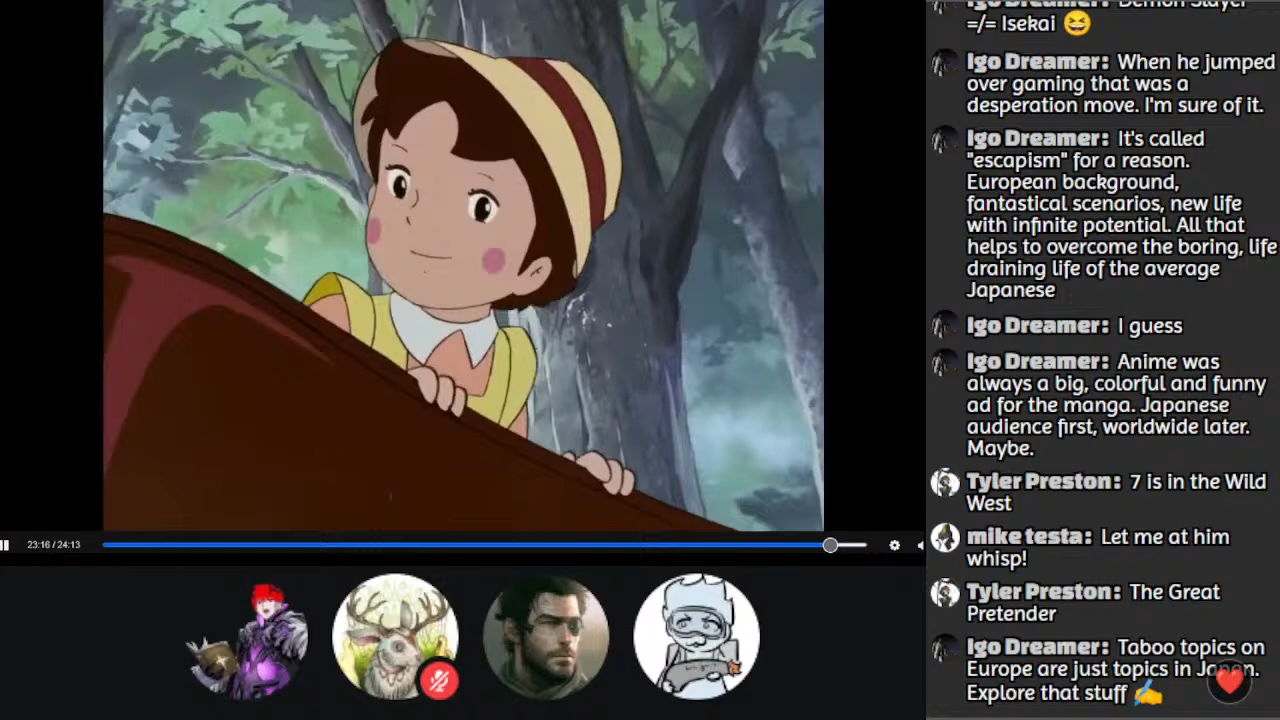 Igo Dreamer: Demon Slayer
=/= Isekai 😆
Igo Dreamer: When he jumped
over gaming that was a
desperation move. I'm sure of it.
Igo Dreamer: It's called
"escapism" for a reason.
European background,
fantastical scenarios, new life
with infinite potential. All that
helps to overcome the boring, life
draining life of the average
Japanese
Igo Dreamer: I guess
Igo Dreamer: Anime was
always a big, colorful and funny
ad for the manga. Japanese
audience first, worldwide later.
Maybe.
Tyler Preston: 7 is in the Wild
West
mike testa: Let me at him
whisp!
Tyler Preston: The Great
Pretender
Igo Dreamer: Taboo topics on
Europe are just topics in Japan.
Explore that stuff ✍️
23:16 / 24:13